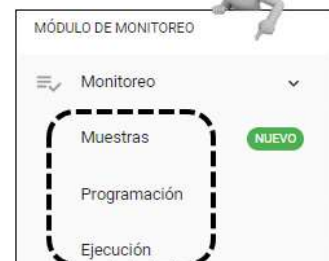 MÓDULO DE MONITOREO
Monitoreo
Muestras NUEVO
Programación
Ejecución